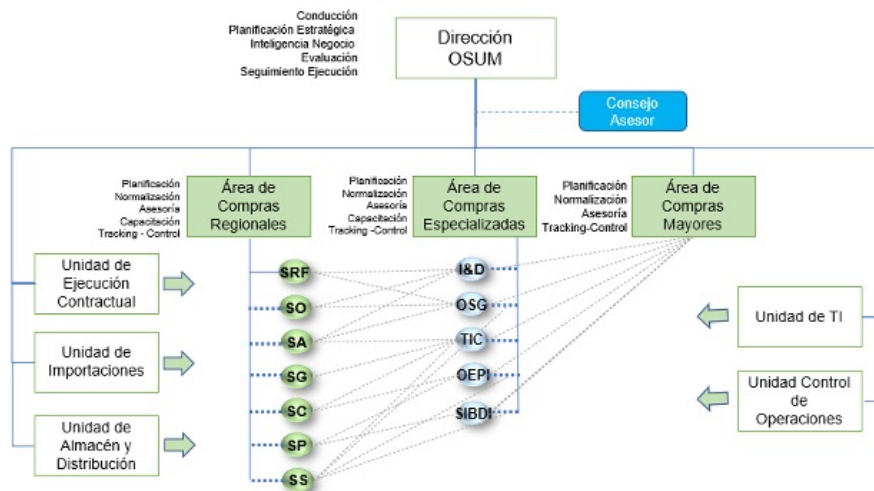 Conducción
Planificación Estratégica
Inteligencia Negocio
Evaluación
Seguimiento Ejecución
Dirección
OSUM
Consejo
Asesor
Planificación
Normalización
Asesoría
Capacitación
Tracking - Control
Área de
Compras
Regionales
Planificación
Normalización
Asesoría
Capacitación
Tracking -Control
Área de
Compras
Especializadas
Planificación
Normalización
Asesoría
Tracking-Control
Área de
Compras
Mayores
Unidad de
Ejecución
Contractual
Unidad de
Importaciones
Unidad de
Almacén y
Distribución
SRF
SO
SA
SG
SC
SP
SS
I&D
OSG
TIC
OEPI
SIBDI
Unidad de TI
Unidad Control
de
Operaciones